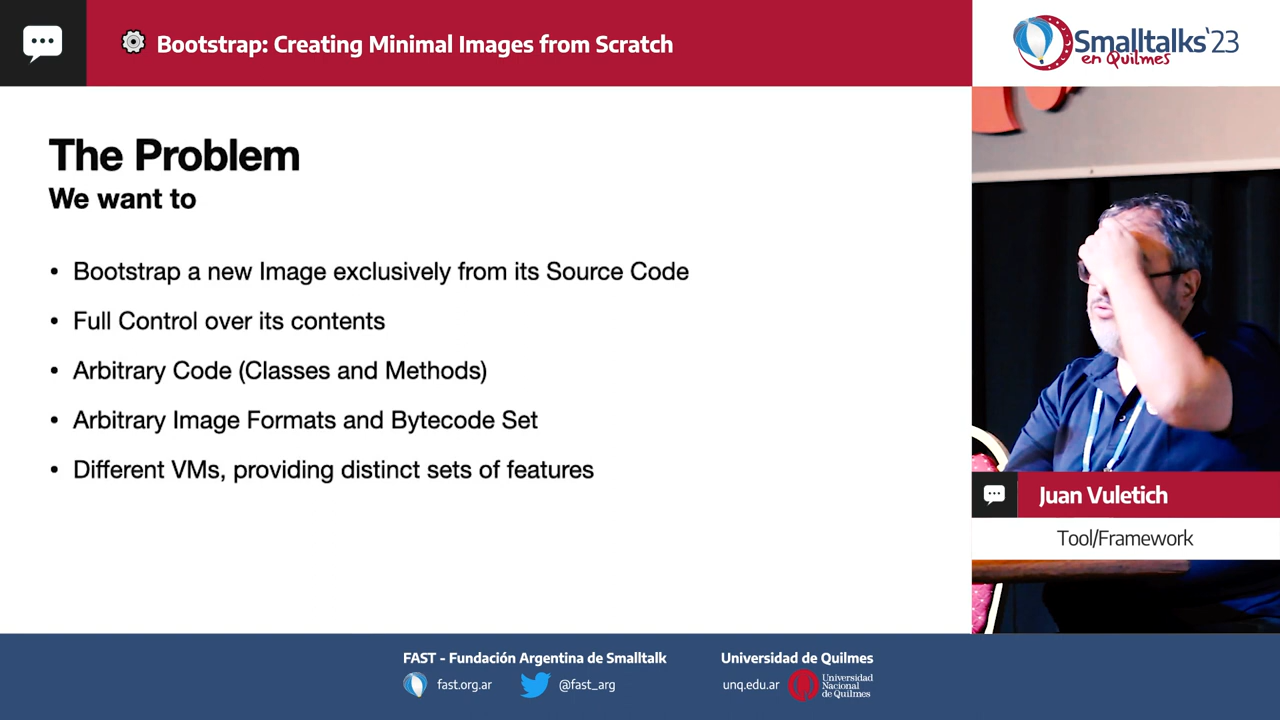 Bootstrap: Creating Minimal Images from Scratch
Smalltalks'23
en Quilmes
The Problem
We want to
• Bootstrap a new Image exclusively from its Source Code
• Full Control over its contents
• Arbitrary Code (Classes and Methods)
• Arbitrary Image Formats and Bytecode Set
• Different VMs, providing distinct sets of features
Juan Vuletich
Tool/Framework
FAST - Fundación Argentina de Smalltalk
fast.org.ar
@fast_arg
Universidad de Quilmes
unq.edu.ar
Universidad
Nacional
de Quilmes